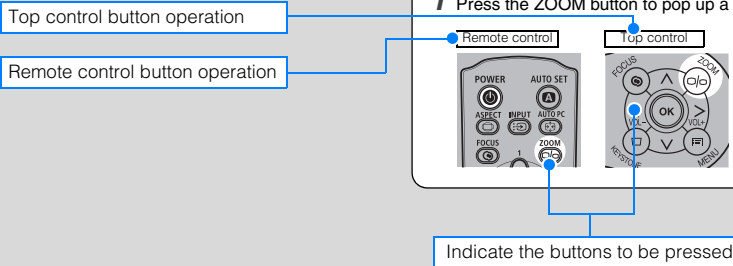 Top control button operation
Press the ZOOM button to pop up a
Remote control
Top control
Remote control button operation
POWER
AUTO SET
A
ASPECT
INPUT
AUTO PC
FOCUS
1
ZOOM
FOCUS
ZOOM
OK
VOL-
VOL+
KEYSTONE
MENU
Indicate the buttons to be pressed